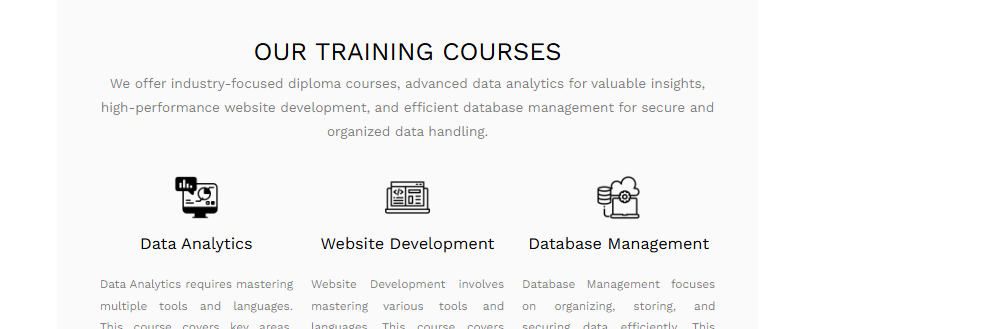 OUR TRAINING COURSES
We offer industry-focused diploma courses, advanced data analytics for valuable insights,
high-performance website development, and efficient database management for secure and
organized data handling.
Data Analytics
Data Analytics requires mastering
multiple tools and languages.
This course covers key areas,
Website Development
Website Development involves
mastering various tools and
languages. This course covers
Database Management
Database Management focuses
on organizing, storing, and
securing data efficiently. This